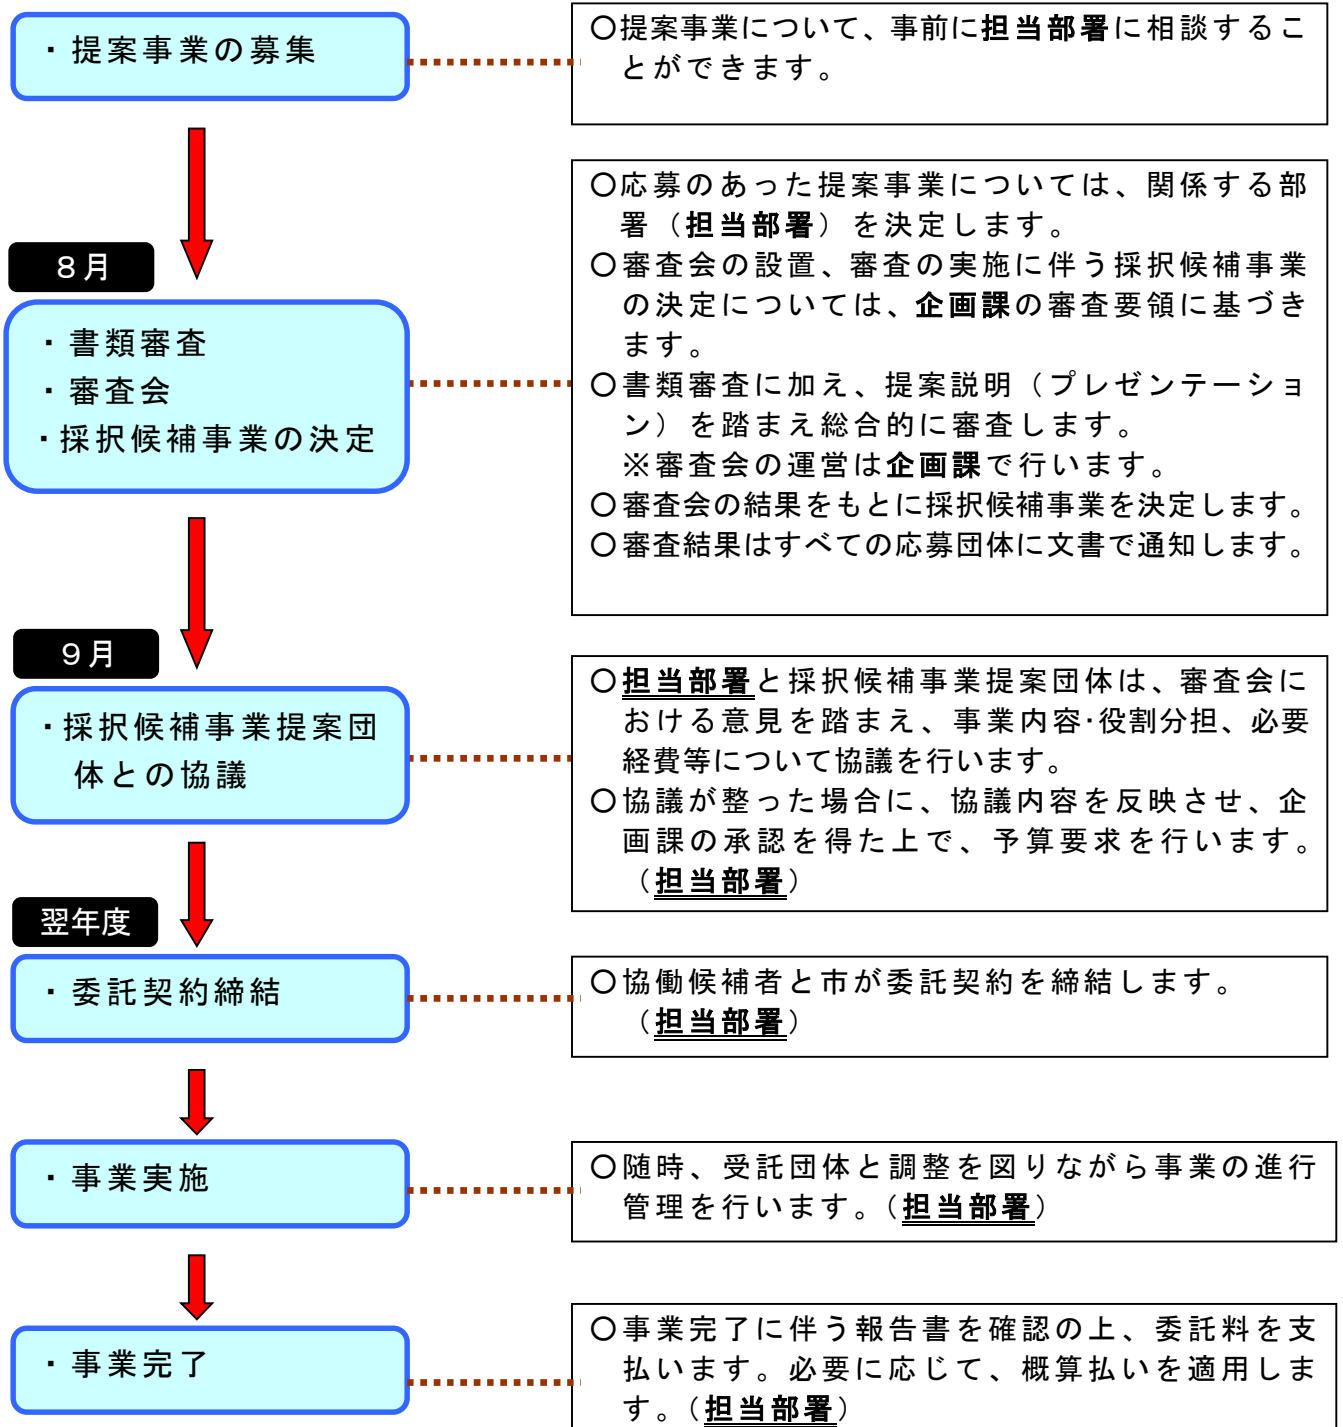 ・提案事業の募集
〇提案事業について、事前に担当部署に相談するこ
とができます。
８月
・書類審査
・審査会
・採択候補事業の決定
〇応募のあった提案事業については、関係する部
署（担当部署）を決定します。
〇審査会の設置、審査の実施に伴う採択候補事業
の決定については、企画課の審査要領に基づき
ます。
〇書類審査に加え、提案説明（プレゼンテーショ
ン）を踏まえ総合的に審査します。
※審査会の運営は企画課で行います。
〇審査会の結果をもとに採択候補事業を決定します。
〇審査結果はすべての応募団体に文書で通知します。
９月
・採択候補事業提案団
体との協議
〇担当部署と採択候補事業提案団体は、審査会に
おける意見を踏まえ、事業内容・役割分担、必要
経費等について協議を行います。
〇協議が整った場合に、協議内容を反映させ、企
画課の承認を得た上で、予算要求を行います。
（担当部署）
翌年度
・委託契約締結
〇協働候補者と市が委託契約を締結します。
（担当部署）
・事業実施
〇随時、受託団体と調整を図りながら事業の進行
管理を行います。（担当部署）
・事業完了
〇事業完了に伴う報告書を確認の上、委託料を支
払います。必要に応じて、概算払いを適用しま
す。（担当部署）